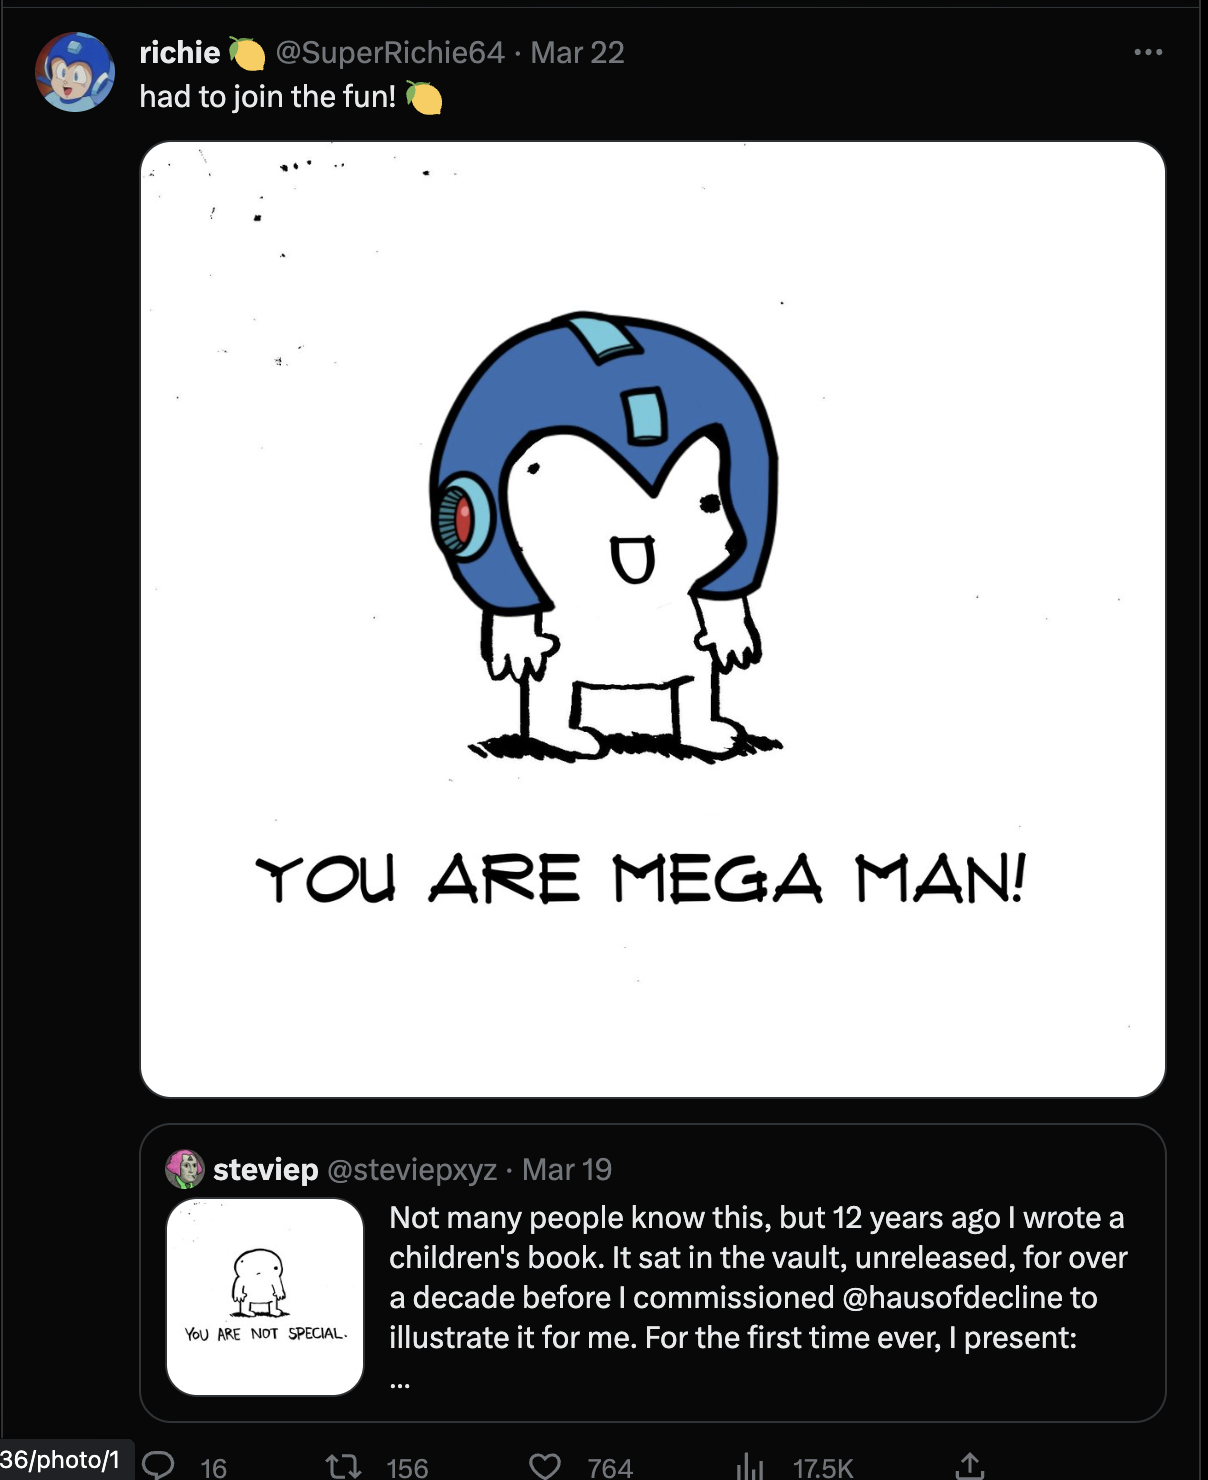 richie 🍋 @SuperRichie64 · Mar 22
had to join the fun! 🍋
YOU ARE MEGA MAN!
steviep @steviepxyz · Mar 19
YOU ARE NOT SPECIAL.
Not many people know this, but 12 years ago I wrote a
children's book. It sat in the vault, unreleased, for over
a decade before I commissioned @hausofdecline to
illustrate it for me. For the first time ever, I present:
...
36/photo/1
16 156 764 17.5K